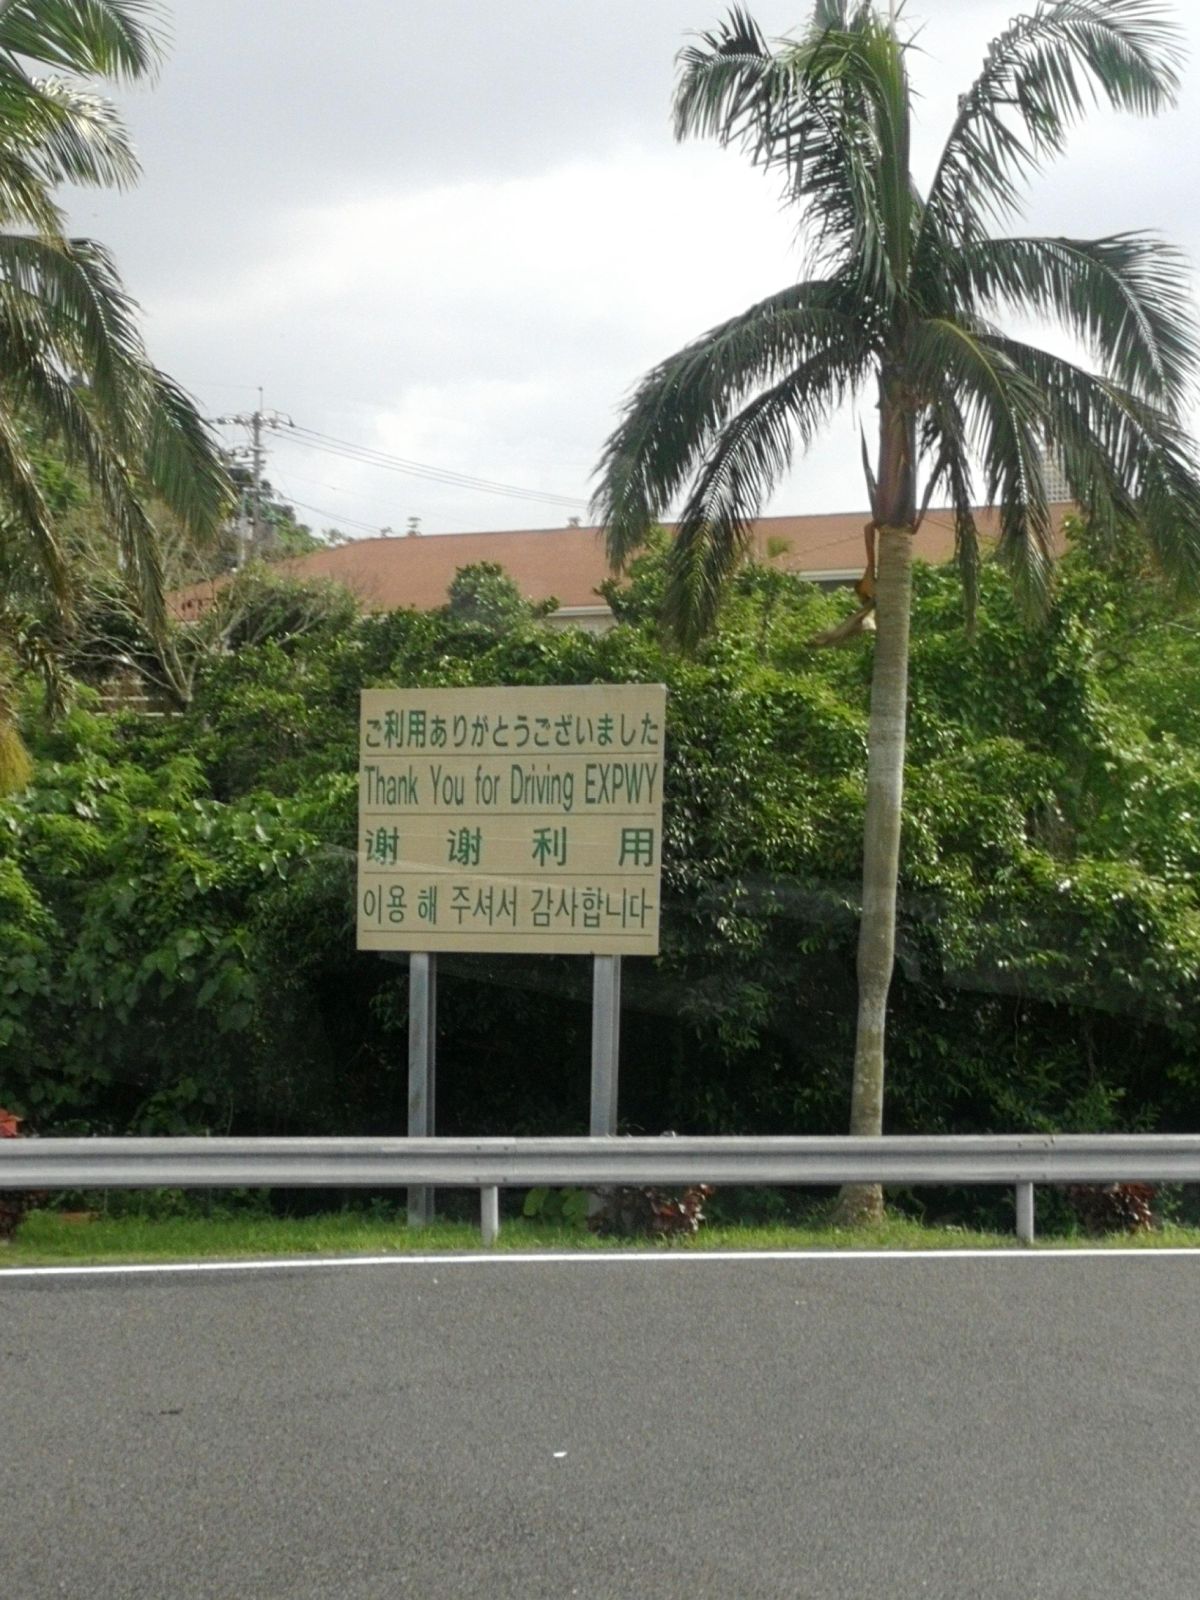 ご利用ありがとうございました
Thank You for Driving EXPWY
谢谢利用
이용 해 주셔서 감사합니다